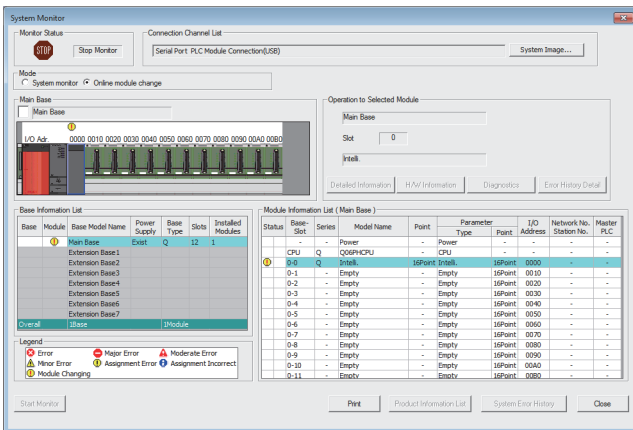 System Monitor
Monitor Status
STOP
Stop Monitor
Connection Channel List
Serial Port PLC Module Connection(USB)
System Image...
Mode
System monitor Online module change
Main Base
Main Base
I/O Adr. 0000 0010 0020 0030 0040 0050 0060 0070 0080 0090 00A0 00B0
Operation to Selected Module
Main Base
Slot 0
Intelli.
Detailed Information H/W Information Diagnostics Error History Detail
Base Information List
Base Module Base Model Name Power Supply Base Type Slots Installed Modules
Main Base Exist Q 12 1
Extension Base1
Extension Base2
Extension Base3
Extension Base4
Extension Base5
Extension Base6
Extension Base7
Overall 1Base 1Module
Legend
Error Major Error Moderate Error
Minor Error Assignment Error Assignment Incorrect
Module Changing
Module Information List ( Main Base )
Status Base-Slot Series Model Name Point Parameter Type Point I/O Address Network No. Station No. Master PLC
- - Power - Power - - - -
CPU Q Q06PHCPU - CPU - - - -
0-0 Q Intelli. 16Point Intelli. 16Point 0000 - -
0-1 - Empty - Empty 16Point 0010 - -
0-2 - Empty - Empty 16Point 0020 - -
0-3 - Empty - Empty 16Point 0030 - -
0-4 - Empty - Empty 16Point 0040 - -
0-5 - Empty - Empty 16Point 0050 - -
0-6 - Empty - Empty 16Point 0060 - -
0-7 - Empty - Empty 16Point 0070 - -
0-8 - Empty - Empty 16Point 0080 - -
0-9 - Empty - Empty 16Point 0090 - -
0-10 - Empty - Empty 16Point 00A0 - -
0-11 - Empty - Empty 16Point 00B0 - -
Start Monitor Print Product Information List System Error History Close